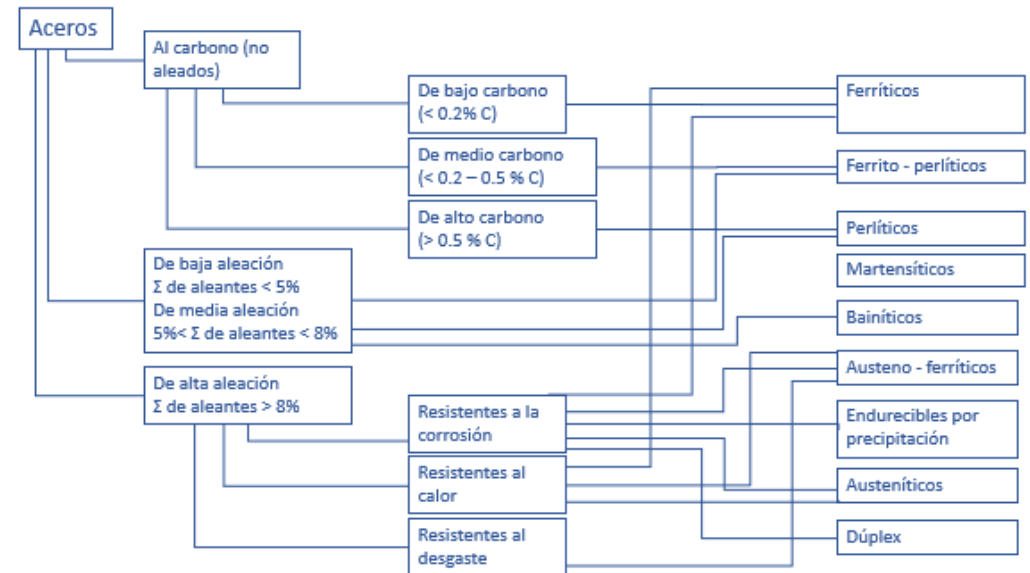 Aceros
Al carbono (no
aleados)
De bajo carbono
(< 0.2% C)
De medio carbono
(< 0.2 – 0.5 % C)
De alto carbono
(> 0.5 % C)
De baja aleación
Σ de aleantes < 5%
De media aleación
5%< Σ de aleantes < 8%
De alta aleación
Σ de aleantes > 8%
Resistentes a la
corrosión
Resistentes al
calor
Resistentes al
desgaste
Ferríticos
Ferrito - perlíticos
Perlíticos
Martensíticos
Bainíticos
Austeno - ferríticos
Endurecibles por
precipitación
Austeníticos
Dúplex